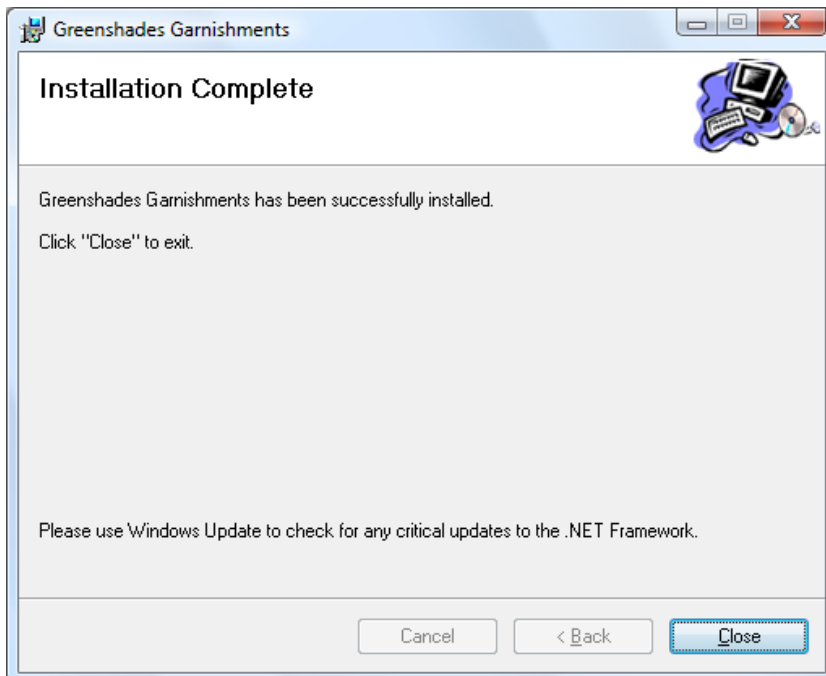 Greenshades Garnishments
Installation Complete
Greenshades Garnishments has been successfully installed.
Click "Close" to exit.
Please use Windows Update to check for any critical updates to the .NET Framework.
Cancel
< Back
Close